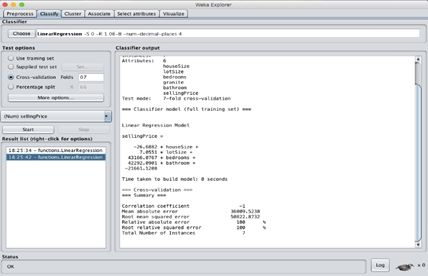 Weka Explorer
Preprocess Classify Cluster Associate Select attributes Visualize
Classifier
Choose LinearRegression -S 0 -R 1.0E-8 -num-decimal-places 4
Test options
Use training set
Supplied test set Set...
Cross-validation Folds 07
Percentage split % 66
More options...
(Num) sellingPrice
Start Stop
Result list (right-click for options)
18:25:34 - functions.LinearRegression
18:25:42 - functions.LinearRegression
Classifier output
Attributes: 6
houseSize
lotSize
bedrooms
granite
bathroom
sellingPrice
Test mode: 7-fold cross-validation
=== Classifier model (full training set) ===
Linear Regression Model
sellingPrice =
-26.6882 * houseSize +
7.0551 * lotSize +
43166.0767 * bedrooms +
42292.0901 * bathroom +
-21661.1208
Time taken to build model: 0 seconds
=== Cross-validation ===
=== Summary ===
Correlation coefficient -1
Mean absolute error 36009.5238
Root mean squared error 50822.8732
Relative absolute error 100 %
Root relative squared error 100 %
Total Number of Instances 7
Status
OK
Log
x 0